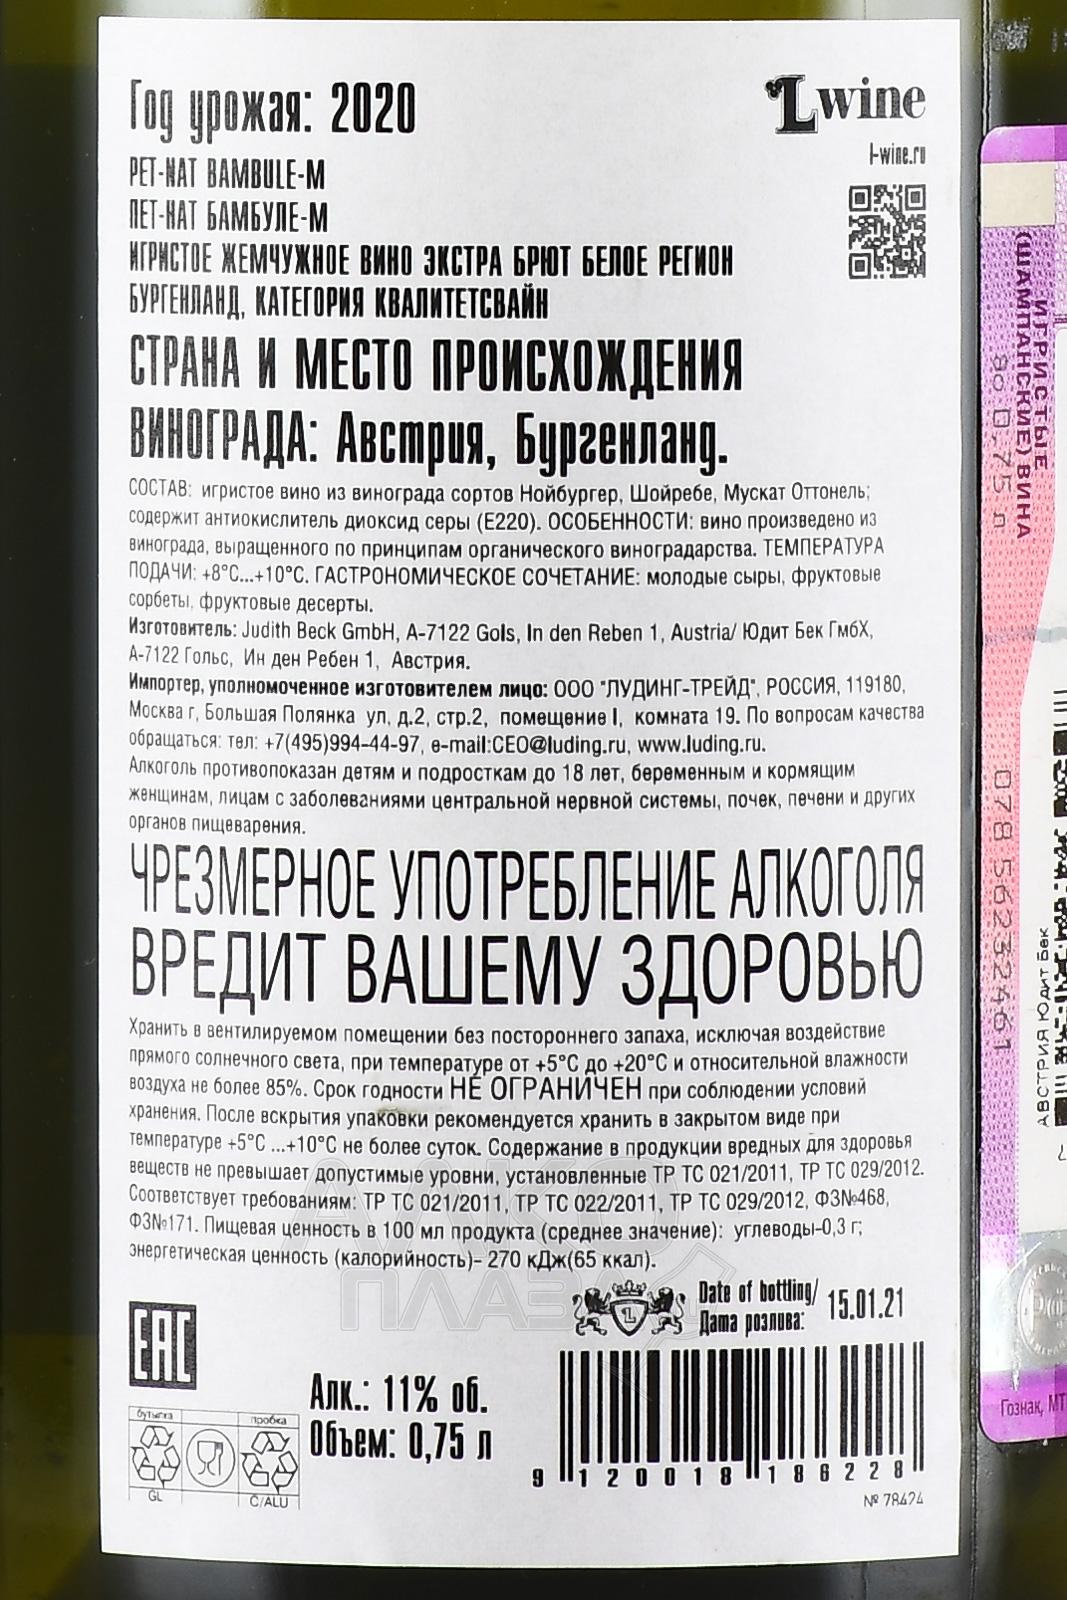 Год урожая: 2020
Lwine
l-wine.ru
PET-NAT BAMBULE-M
ПЕТ-НАТ БАМБУЛЕ-М
ИГРИСТОЕ ЖЕМЧУЖНОЕ ВИНО ЭКСТРА БРЮТ БЕЛОЕ РЕГИОН
БУРГЕНЛАНД, КАТЕГОРИЯ КВАЛИТЕТСВАЙН
СТРАНА И МЕСТО ПРОИСХОЖДЕНИЯ
ВИНОГРАДА: Австрия, Бургенланд.
СОСТАВ: игристое вино из винограда сортов Нойбургер, Шойребе, Мускат Оттонель;
содержит антиокислитель диоксид серы (Е220). ОСОБЕННОСТИ: вино произведено из
винограда, выращенного по принципам органического виноградарства. ТЕМПЕРАТУРА
ПОДАЧИ: +8°С...+10°С. ГАСТРОНОМИЧЕСКОЕ СОЧЕТАНИЕ: молодые сыры, фруктовые
сорбеты, фруктовые десерты.
Изготовитель: Judith Beck GmbH, A-7122 Gols, In den Reben 1, Austria/ Юдит Бек ГмбХ,
А-7122 Гольс, Ин ден Ребен 1, Австрия.
Импортер, уполномоченное изготовителем лицо: ООО "ЛУДИНГ-ТРЕЙД", РОССИЯ, 119180,
Москва г, Большая Полянка ул, д.2, стр.2, помещение I, комната 19. По вопросам качества
обращаться: тел: +7(495)994-44-97, e-mail:CEO@luding.ru, www.luding.ru.
Алкоголь противопоказан детям и подросткам до 18 лет, беременным и кормящим
женщинам, лицам с заболеваниями центральной нервной системы, почек, печени и других
органов пищеварения.
ЧРЕЗМЕРНОЕ УПОТРЕБЛЕНИЕ АЛКОГОЛЯ
ВРЕДИТ ВАШЕМУ ЗДОРОВЬЮ
Хранить в вентилируемом помещении без постороннего запаха, исключая воздействие
прямого солнечного света, при температуре от +5°С до +20°С и относительной влажности
воздуха не более 85%. Срок годности НЕ ОГРАНИЧЕН при соблюдении условий
хранения. После вскрытия упаковки рекомендуется хранить в закрытом виде при
температуре +5°С ...+10°С не более суток. Содержание в продукции вредных для здоровья
веществ не превышает допустимые уровни, установленные ТР ТС 021/2011, ТР ТС 029/2012.
Соответствует требованиям: ТР ТС 021/2011, ТР ТС 022/2011, ТР ТС 029/2012, ФЗ№468,
ФЗ№171. Пищевая ценность в 100 мл продукта (среднее значение): углеводы-0,3 г;
энергетическая ценность (калорийность)- 270 кДж(65 ккал).
АЛКО
ПЛАЗА
Date of bottling/
Дата розлива:
15.01.21
EAC
бутылка
пробка
GL
C/ALU
Алк.: 11% об.
Объем: 0,75 л
9 120018 186228
№ 78424
ИГРИСТЫЕ
(ШАМПАНСКИЕ) ВИНА
до 0,75 л
078 562232461
АВСТРИЯ Юдит Бек
Гознак, МТ